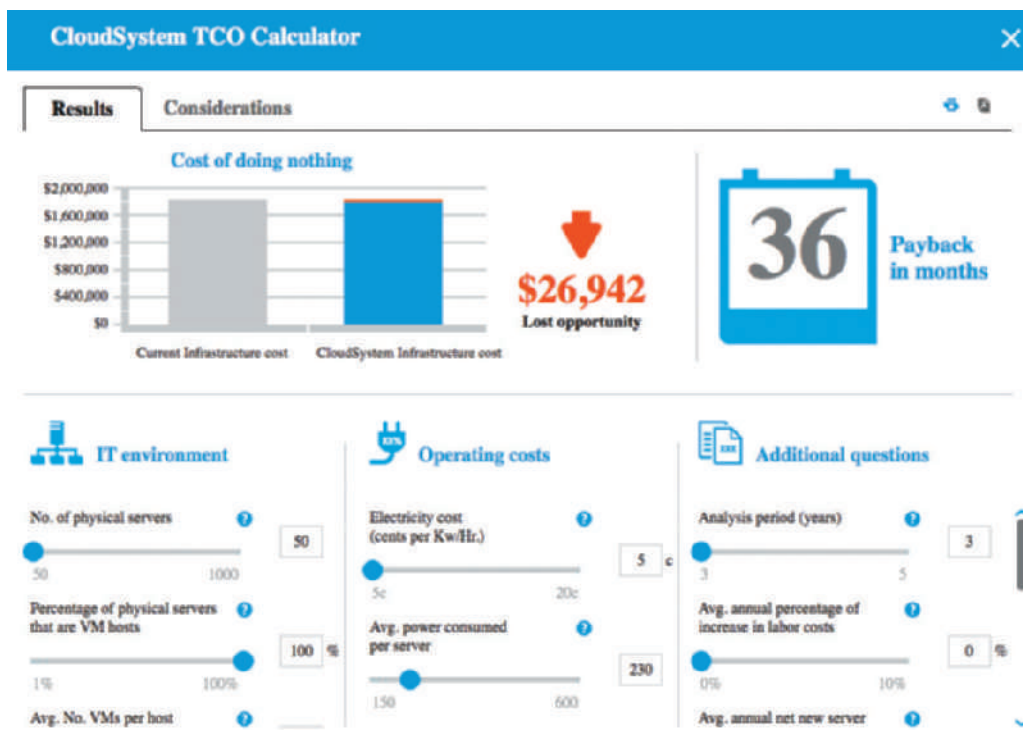 CloudSystem TCO Calculator
Results
Considerations
Cost of doing nothing
$2,000,000
$1,600,000
$1,200,000
$800,000
$400,000
$0
Current Infrastructure cost
CloudSystem Infrastructure cost
$26,942
Lost opportunity
36
Payback
in months
IT environment
No. of physical servers
?
50
50
1000
Percentage of physical servers
that are VM hosts
?
100 %
1%
100%
Avg. No. VMs per host
?
Operating costs
Electricity cost
(cents per Kw/Hr.)
?
5 c
5c
20c
Avg. power consumed
per server
?
230
150
600
Additional questions
Analysis period (years)
?
3
3
5
Avg. annual percentage of
increase in labor costs
?
0 %
0%
10%
Avg. annual net new server
?